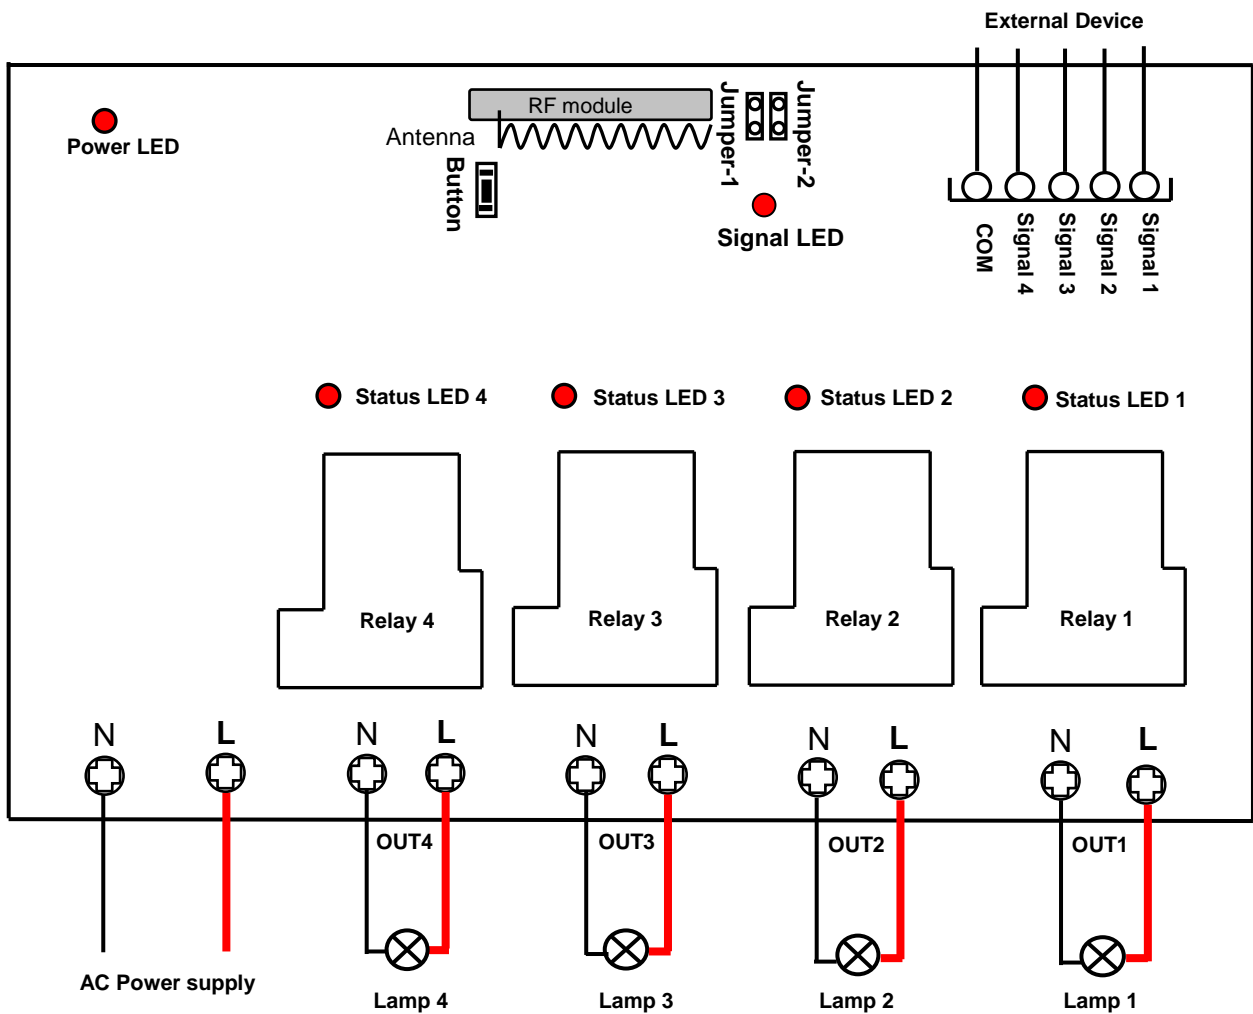 External Device
RF module
Antenna
Power LED
Button
Jumper-1
Jumper-2
Signal LED
COM
Signal 4
Signal 3
Signal 2
Signal 1
Status LED 4
Status LED 3
Status LED 2
Status LED 1
Relay 4
Relay 3
Relay 2
Relay 1
N
L
N
L
N
L
N
L
N
L
OUT4
OUT3
OUT2
OUT1
AC Power supply
Lamp 4
Lamp 3
Lamp 2
Lamp 1